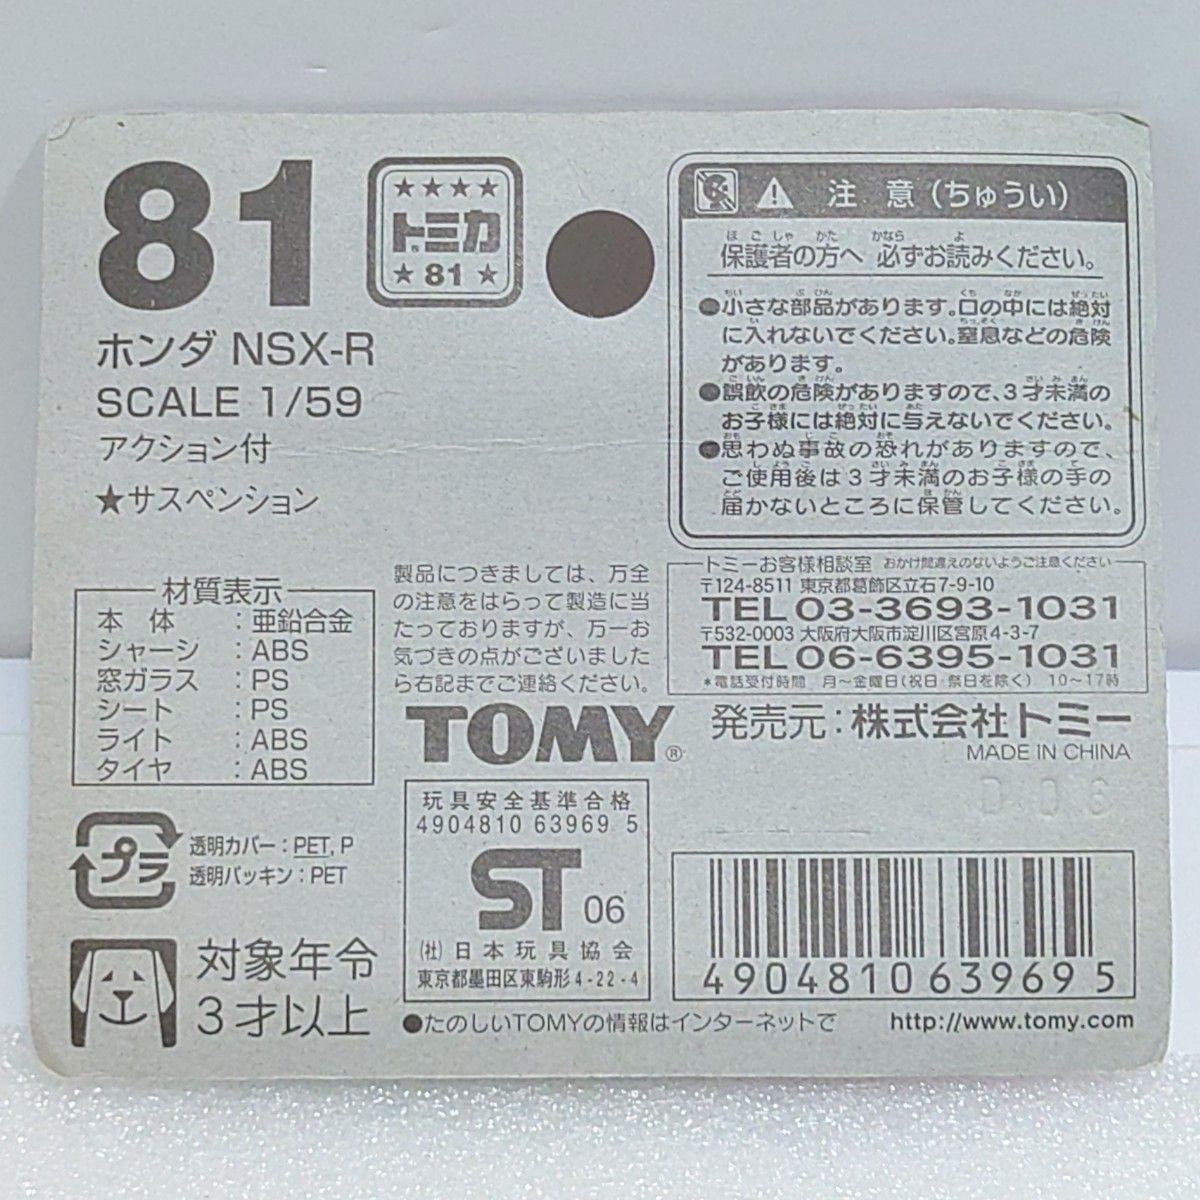 81
★★★★
トミカ
★81★
ホンダ NSX-R
SCALE 1/59
アクション付
★サスペンション
注 意(ちゅうい)
保護者の方へ 必ずお読みください。
●小さな部品があります。口の中には絶対
に入れないでください。窒息などの危険
があります。
●誤飲の危険がありますので、3才未満の
お子様には絶対に与えないでください。
●思わぬ事故の恐れがありますので、
ご使用後は3才未満のお子様の手の
届かないところに保管してください。
材質表示
本 体 : 亜鉛合金
シャーシ : ABS
窓ガラス : PS
シート : PS
ライト : ABS
タイヤ : ABS
製品につきましては、万全
の注意をはらって製造に当
たっておりますが、万一お
気づきの点がございました
ら右記までご連絡ください。
トミーお客様相談室 おかけ間違えのないようご注意ください
〒124-8511 東京都葛飾区立石7-9-10
TEL 03-3693-1031
〒532-0003 大阪府大阪市淀川区宮原4-3-7
TEL 06-6395-1031
*電話受付時間 月~金曜日(祝日・祭日を除く) 10~17時
TOMY®
発売元:株式会社トミー
MADE IN CHINA
プラ
透明カバー:PET, P
透明パッキン:PET
対象年令
3才以上
玩具安全基準合格
4904810 63969 5
ST 06
(社)日本玩具協会
東京都墨田区東駒形4-22-4
4904810639695
●たのしいTOMYの情報はインターネットで http://www.tomy.com